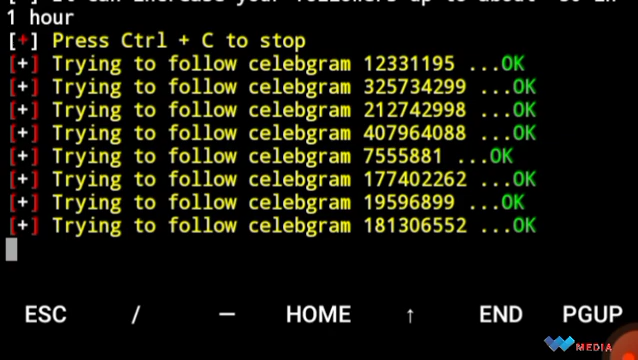 1 hour
[+] Press Ctrl + C to stop
[+] Trying to follow celebgram 12331195 ...OK
[+] Trying to follow celebgram 325734299 ...OK
[+] Trying to follow celebgram 212742998 ...OK
[+] Trying to follow celebgram 407964088 ...OK
[+] Trying to follow celebgram 7555881 ...OK
[+] Trying to follow celebgram 177402262 ...OK
[+] Trying to follow celebgram 19596899 ...OK
[+] Trying to follow celebgram 181306552 ...OK
ESC / — HOME ↑ END PGUP
MEDIA